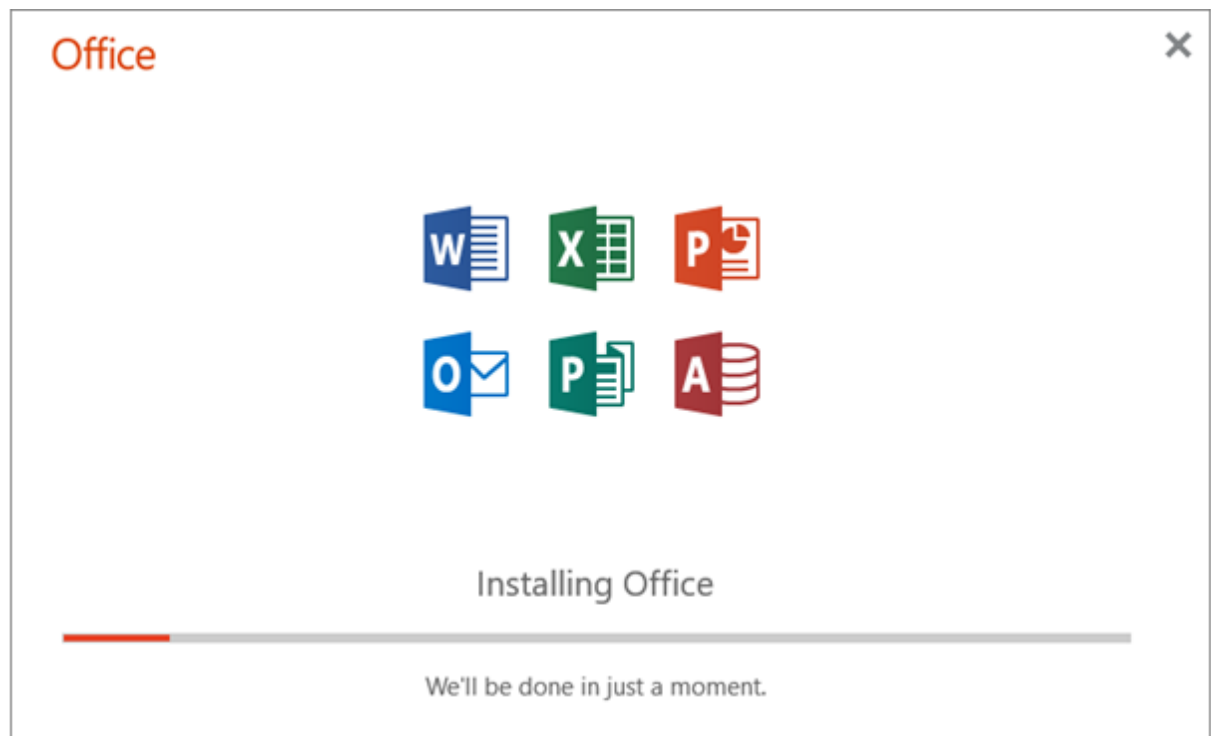 Office
W X P
O P A
Installing Office
We'll be done in just a moment.